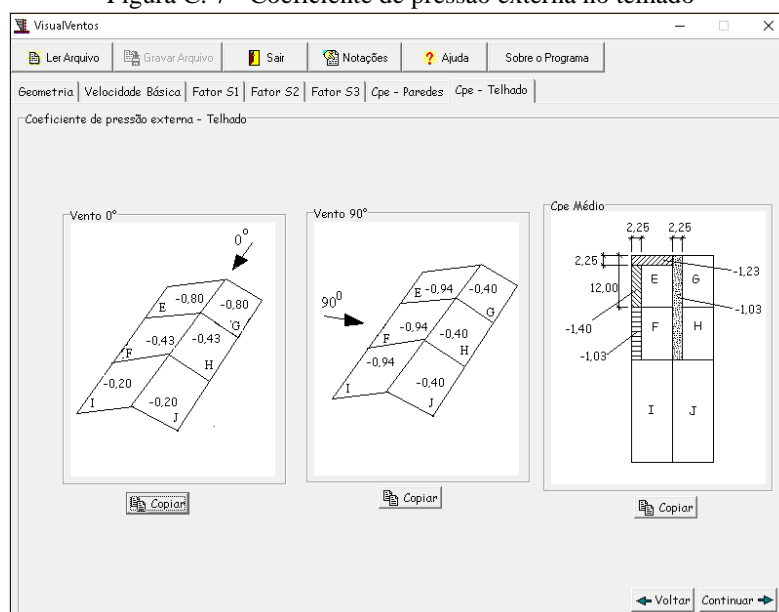 Figura C. 7 - Coeficiente de pressão externa no telhado
VisualVentos
Ler Arquivo Gravar Arquivo Sair Notações Ajuda Sobre o Programa
Geometria Velocidade Básica Fator S1 Fator S2 Fator S3 Cpe - Paredes Cpe - Telhado
Coeficiente de pressão externa - Telhado
Vento 0°
0°
E -0,80 -0,80
G
F -0,43 -0,43
H
-0,20
I -0,20
J
Copiar
Vento 90°
90°
E -0,94 -0,40
G
F -0,94 -0,40
H
-0,94
I -0,40
J
Copiar
Cpe Médio
2,25 2,25
2,25
-1,23
12,00
E G
-1,03
-1,40
F H
-1,03
I J
Copiar
Voltar Continuar